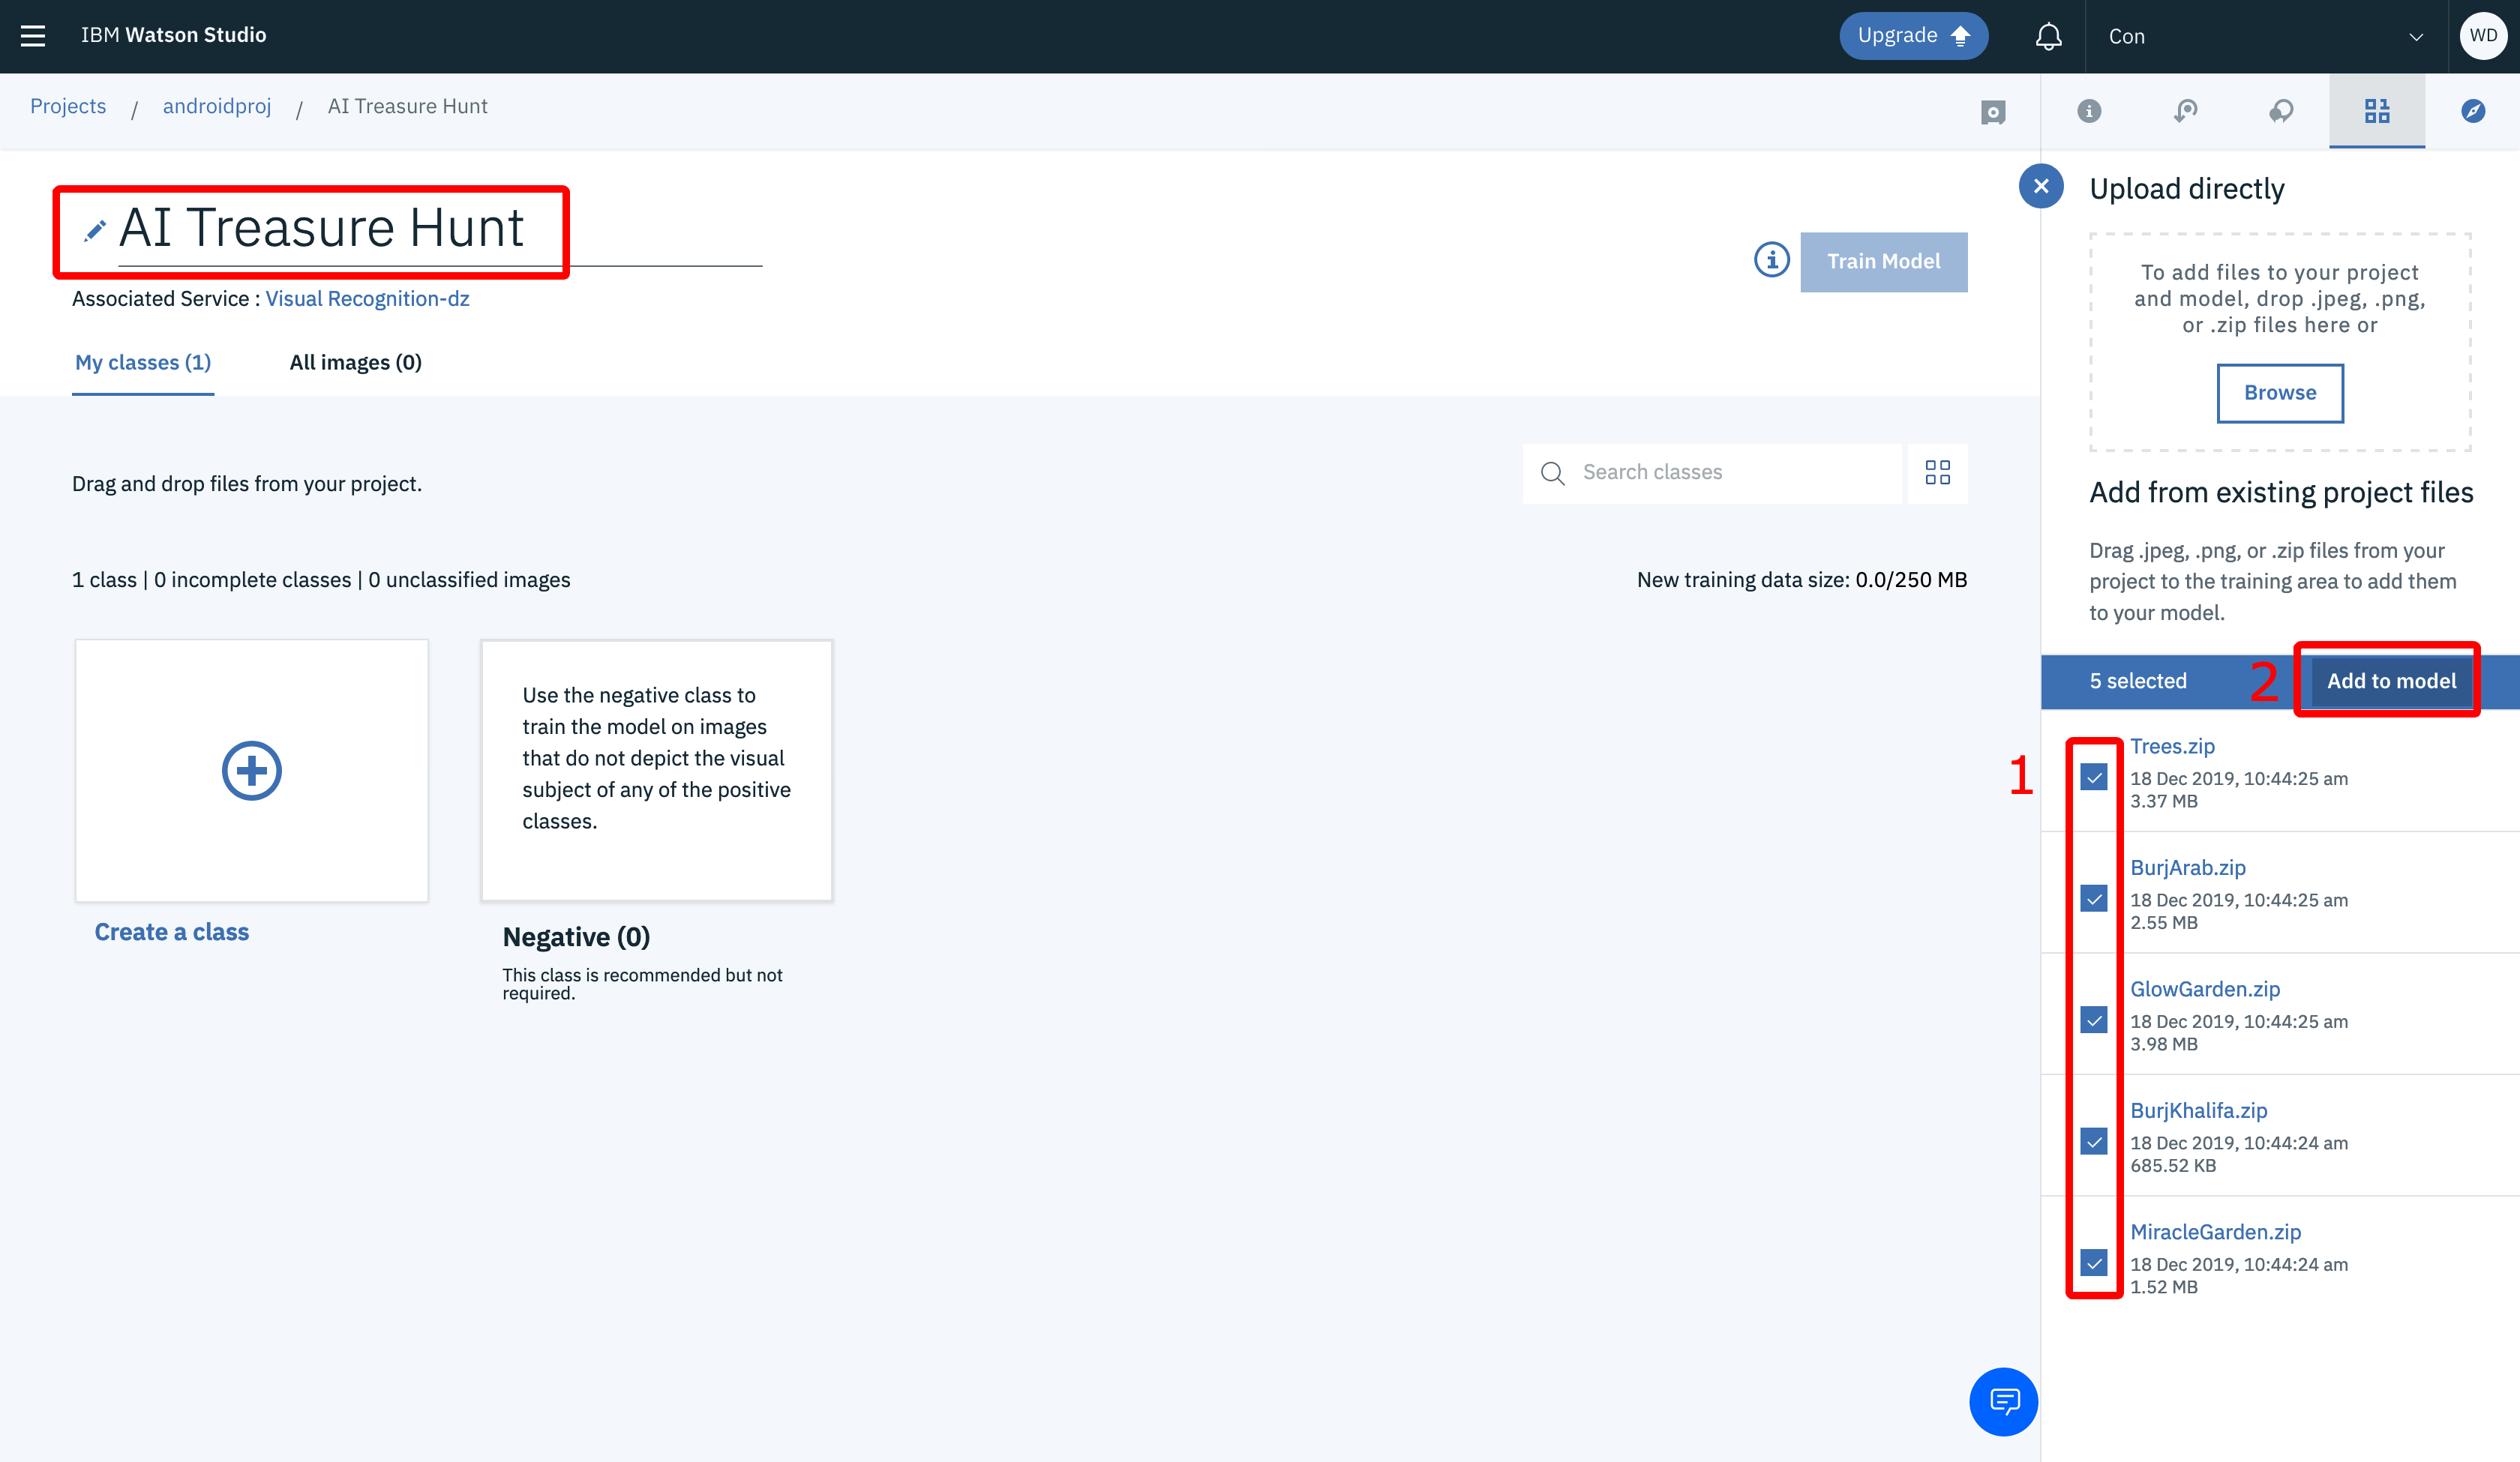 IBM Watson Studio
Upgrade
Con
WD
Projects / androidproj / AI Treasure Hunt
AI Treasure Hunt
Associated Service : Visual Recognition-dz
Train Model
My classes (1)
All images (0)
Drag and drop files from your project.
Search classes
1 class | 0 incomplete classes | 0 unclassified images
New training data size: 0.0/250 MB
Create a class
Use the negative class to
train the model on images
that do not depict the visual
subject of any of the positive
classes.
Negative (0)
This class is recommended but not
required.
Upload directly
To add files to your project
and model, drop .jpeg, .png,
or .zip files here or
Browse
Add from existing project files
Drag .jpeg, .png, or .zip files from your
project to the training area to add them
to your model.
5 selected
2
Add to model
1
Trees.zip
18 Dec 2019, 10:44:25 am
3.37 MB
BurjArab.zip
18 Dec 2019, 10:44:25 am
2.55 MB
GlowGarden.zip
18 Dec 2019, 10:44:25 am
3.98 MB
BurjKhalifa.zip
18 Dec 2019, 10:44:24 am
685.52 KB
MiracleGarden.zip
18 Dec 2019, 10:44:24 am
1.52 MB